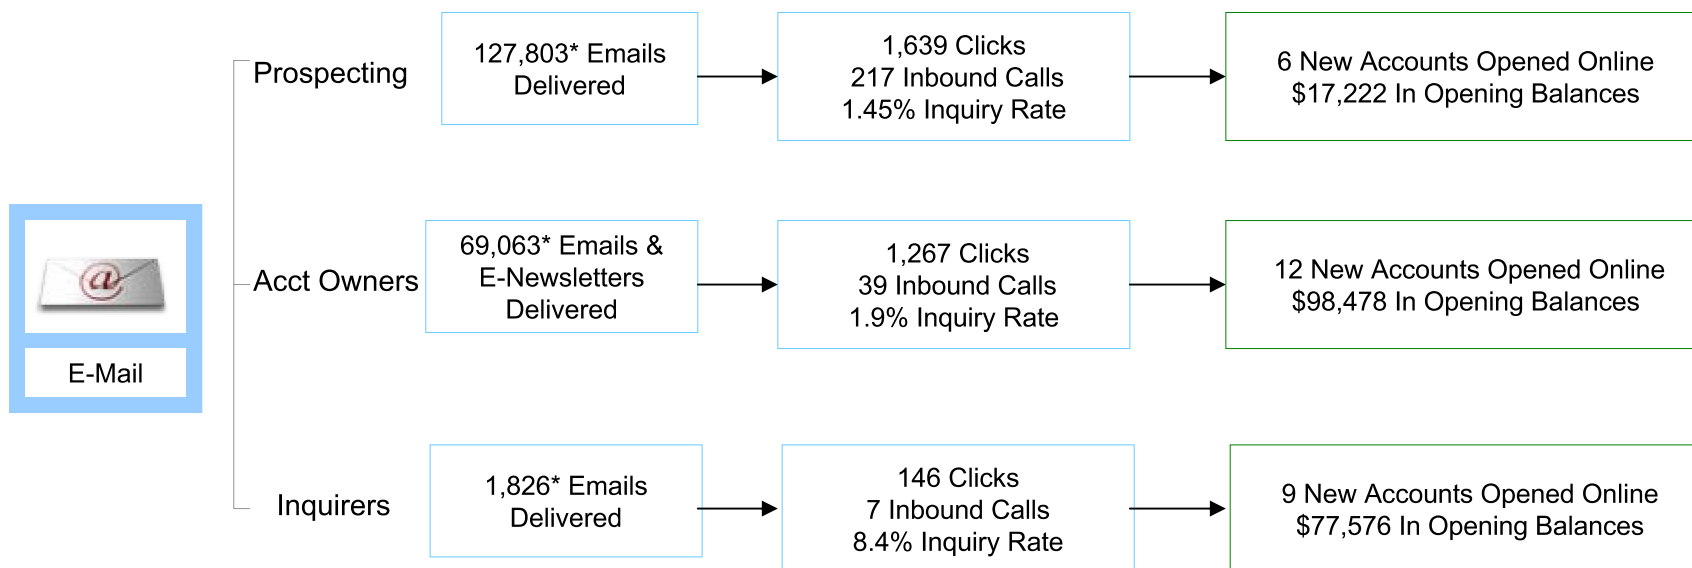 Prospecting
127,803* Emails
Delivered
1,639 Clicks
217 Inbound Calls
1.45% Inquiry Rate
6 New Accounts Opened Online
$17,222 In Opening Balances
@
E-Mail
Acct Owners
69,063* Emails &
E-Newsletters
Delivered
1,267 Clicks
39 Inbound Calls
1.9% Inquiry Rate
12 New Accounts Opened Online
$98,478 In Opening Balances
Inquirers
1,826* Emails
Delivered
146 Clicks
7 Inbound Calls
8.4% Inquiry Rate
9 New Accounts Opened Online
$77,576 In Opening Balances